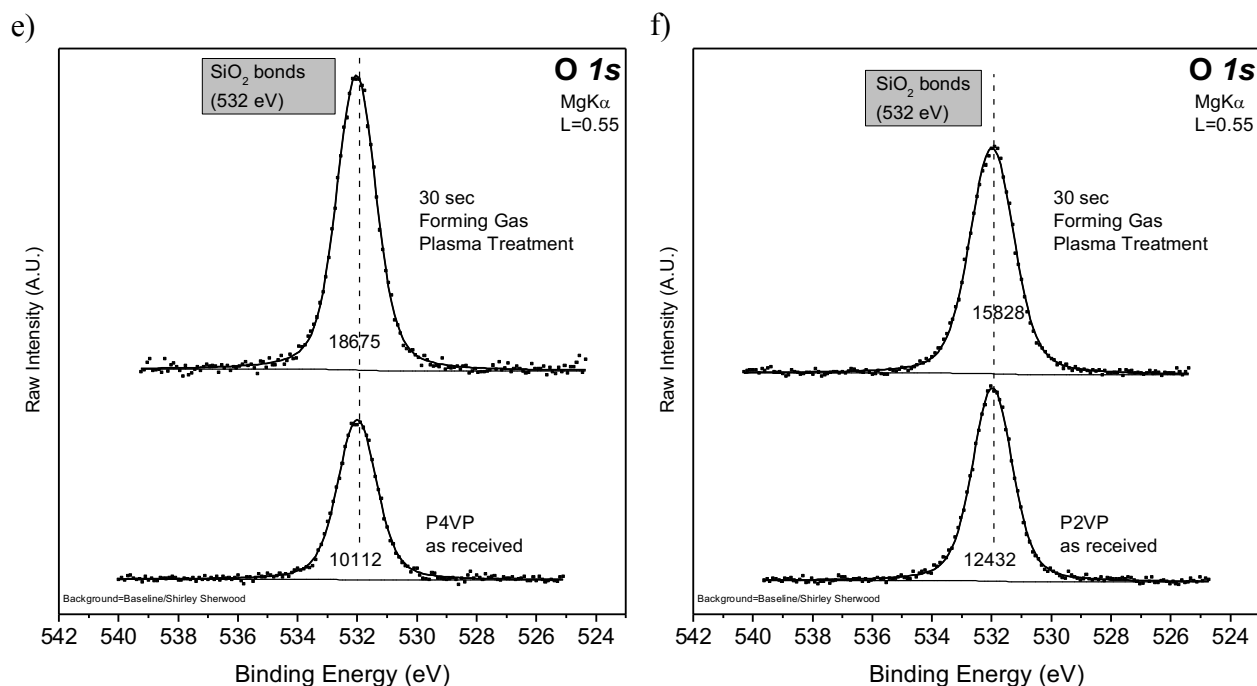 e)
SiO2 bonds
(532 eV)
O 1s
MgKα
L=0.55
30 sec
Forming Gas
Plasma Treatment
18675
P4VP
as received
10112
Background=Baseline/Shirley Sherwood
Raw Intensity (A.U.)
542 540 538 536 534 532 530 528 526 524
Binding Energy (eV)
f)
SiO2 bonds
(532 eV)
O 1s
MgKα
L=0.55
30 sec
Forming Gas
Plasma Treatment
15828
P2VP
as received
12432
Background=Baseline/Shirley Sherwood
Raw Intensity (A.U.)
542 540 538 536 534 532 530 528 526 524
Binding Energy (eV)